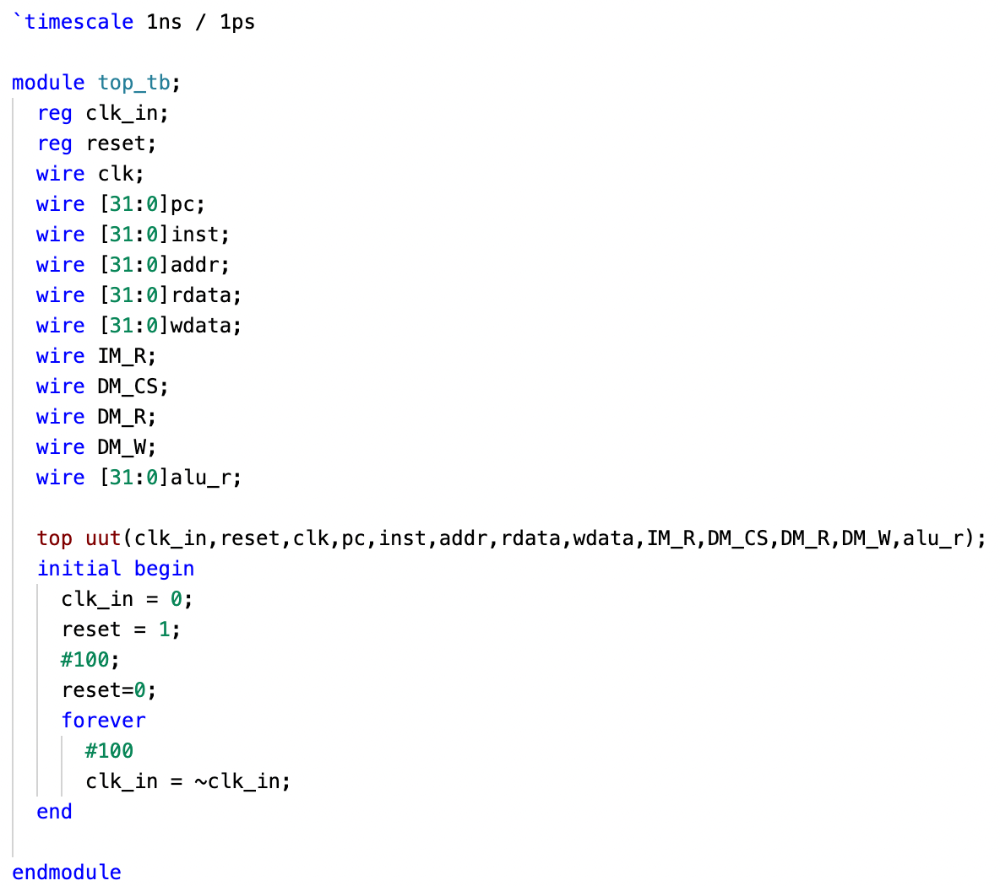 `timescale 1ns / 1ps
module top_tb;
reg clk_in;
reg reset;
wire clk;
wire [31:0]pc;
wire [31:0]inst;
wire [31:0]addr;
wire [31:0]rdata;
wire [31:0]wdata;
wire IM_R;
wire DM_CS;
wire DM_R;
wire DM_W;
wire [31:0]alu_r;
top uut(clk_in,reset,clk,pc,inst,addr,rdata,wdata,IM_R,DM_CS,DM_R,DM_W,alu_r);
initial begin
clk_in = 0;
reset = 1;
#100;
reset=0;
forever
#100
clk_in = ~clk_in;
end
endmodule